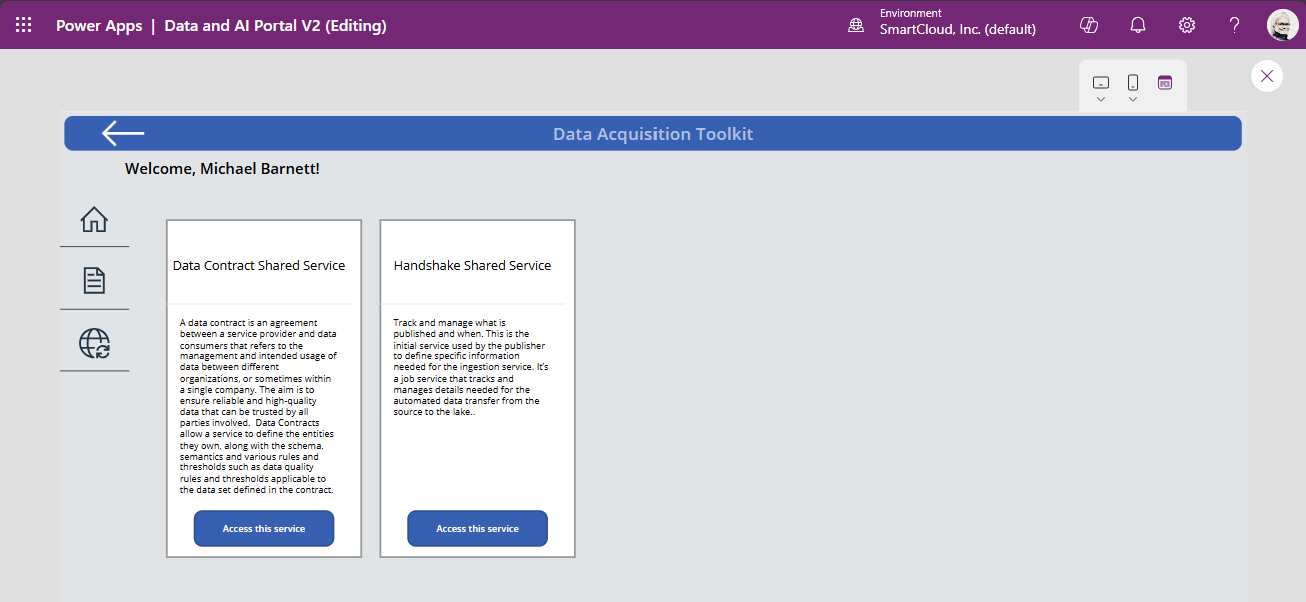 Power Apps | Data and AI Portal V2 (Editing)
Environment
SmartCloud, Inc. (default)
Data Acquisition Toolkit
Welcome, Michael Barnett!
Data Contract Shared Service
A data contract is an agreement
between a service provider and data
consumers that refers to the
management and intended usage of
data between different
organizations, or sometimes within
a single company. The aim is to
ensure reliable and high-quality
data that can be trusted by all
parties involved.  Data Contracts
allow a service to define the entities
they own, along with the schema,
semantics and various rules and
thresholds such as data quality
rules and thresholds applicable to
the data set defined in the contract.
Access this service
Handshake Shared Service
Track and manage what is
published and when. This is the
initial service used by the publisher
to define specific information
needed for the ingestion service. It's
a job service that tracks and
manages details needed for the
automated data transfer from the
source to the lake..
Access this service